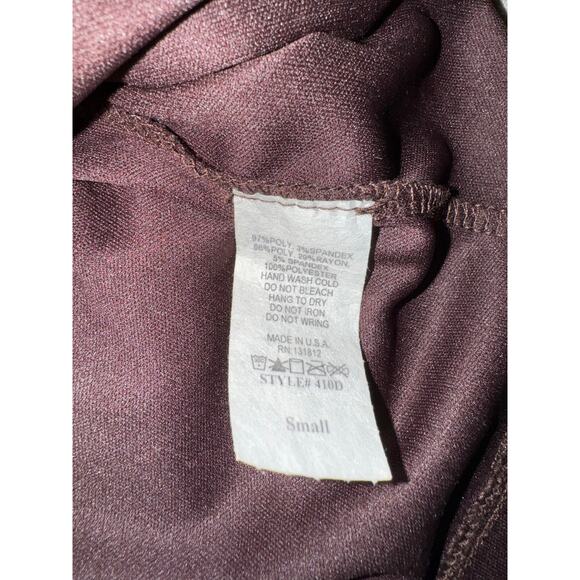 97%POLY, 3%SPANDEX
66%POLY, 29%RAYON,
5% SPANDEX
100%POLYESTER
HAND WASH COLD
DO NOT BLEACH
HANG TO DRY
DO NOT IRON
DO NOT WRING
MADE IN U.S.A.
RN:131812
STYLE# 410D
Small